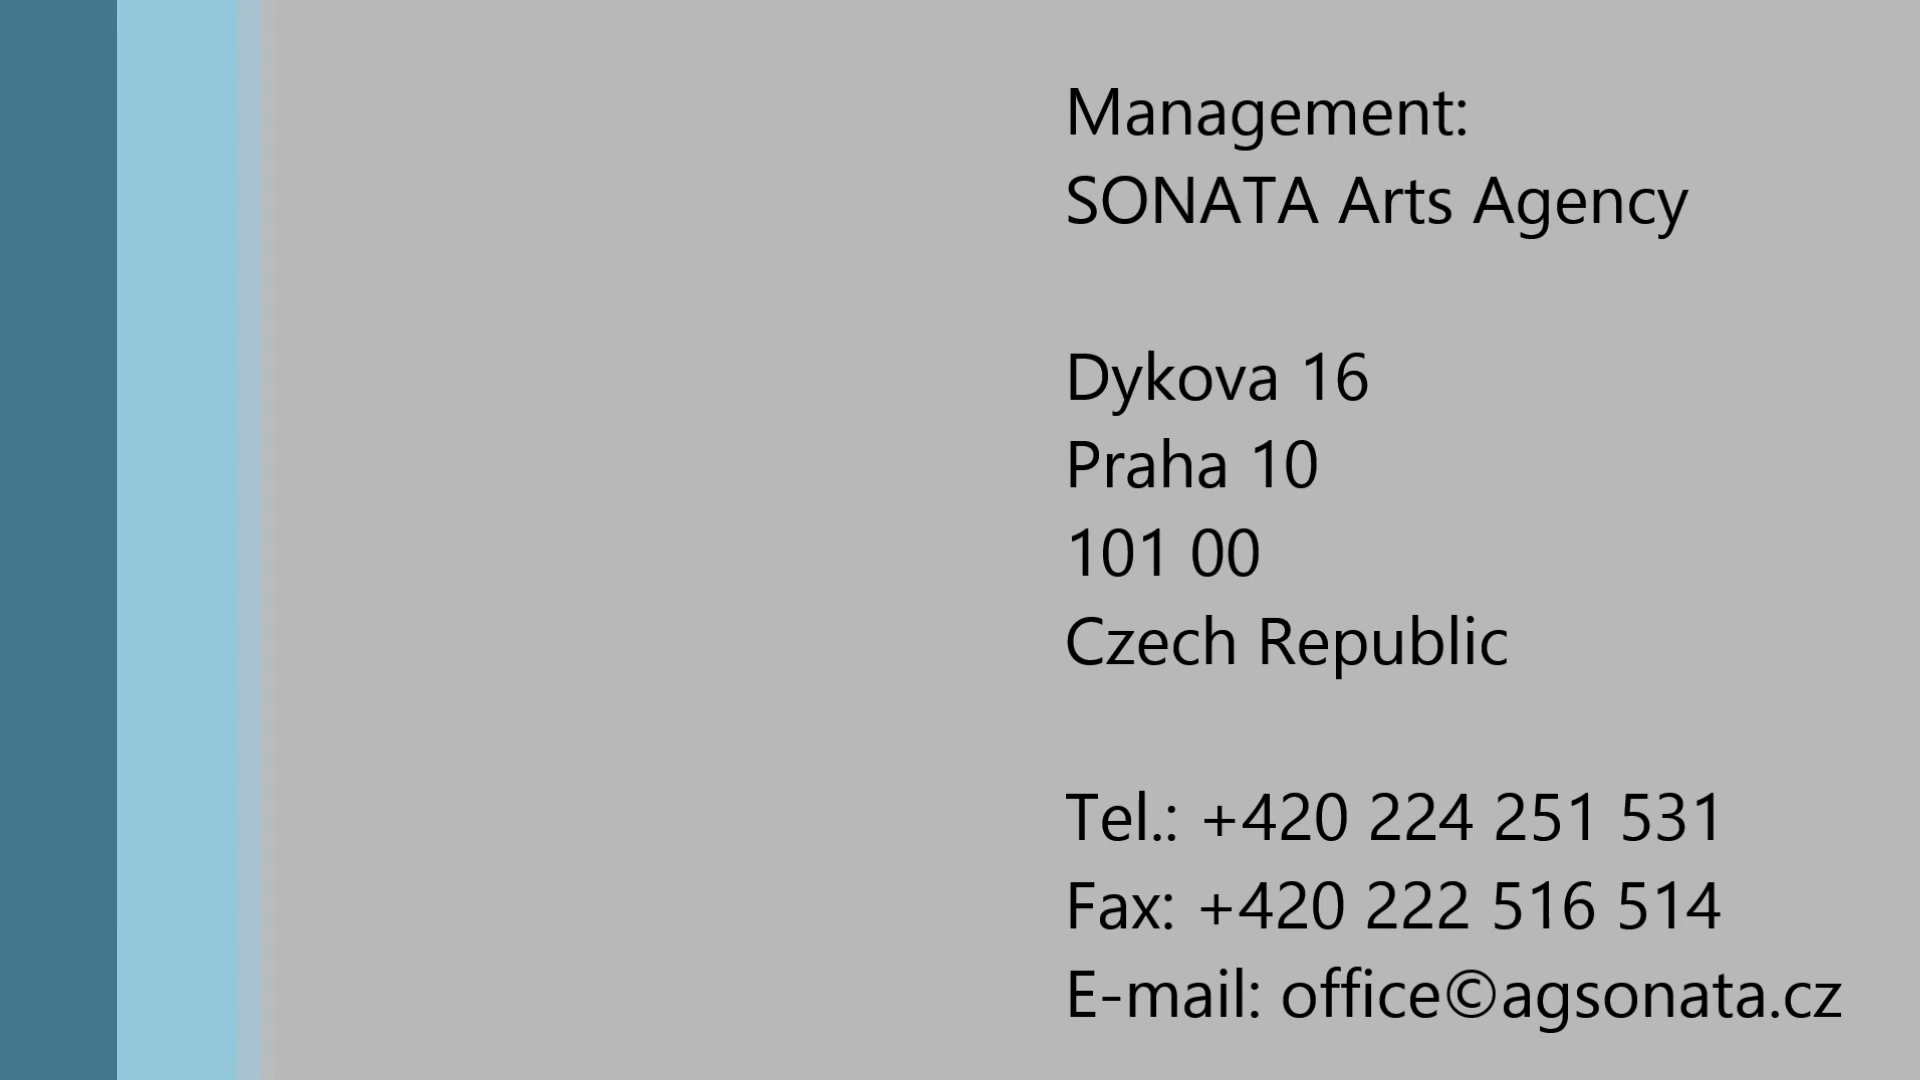 Management:
SONATA Arts Agency
Dykova 16
Praha 10
101 00
Czech Republic
Tel.: +420 224 251 531
Fax: +420 222 516 514
E-mail: office©agsonata.cz